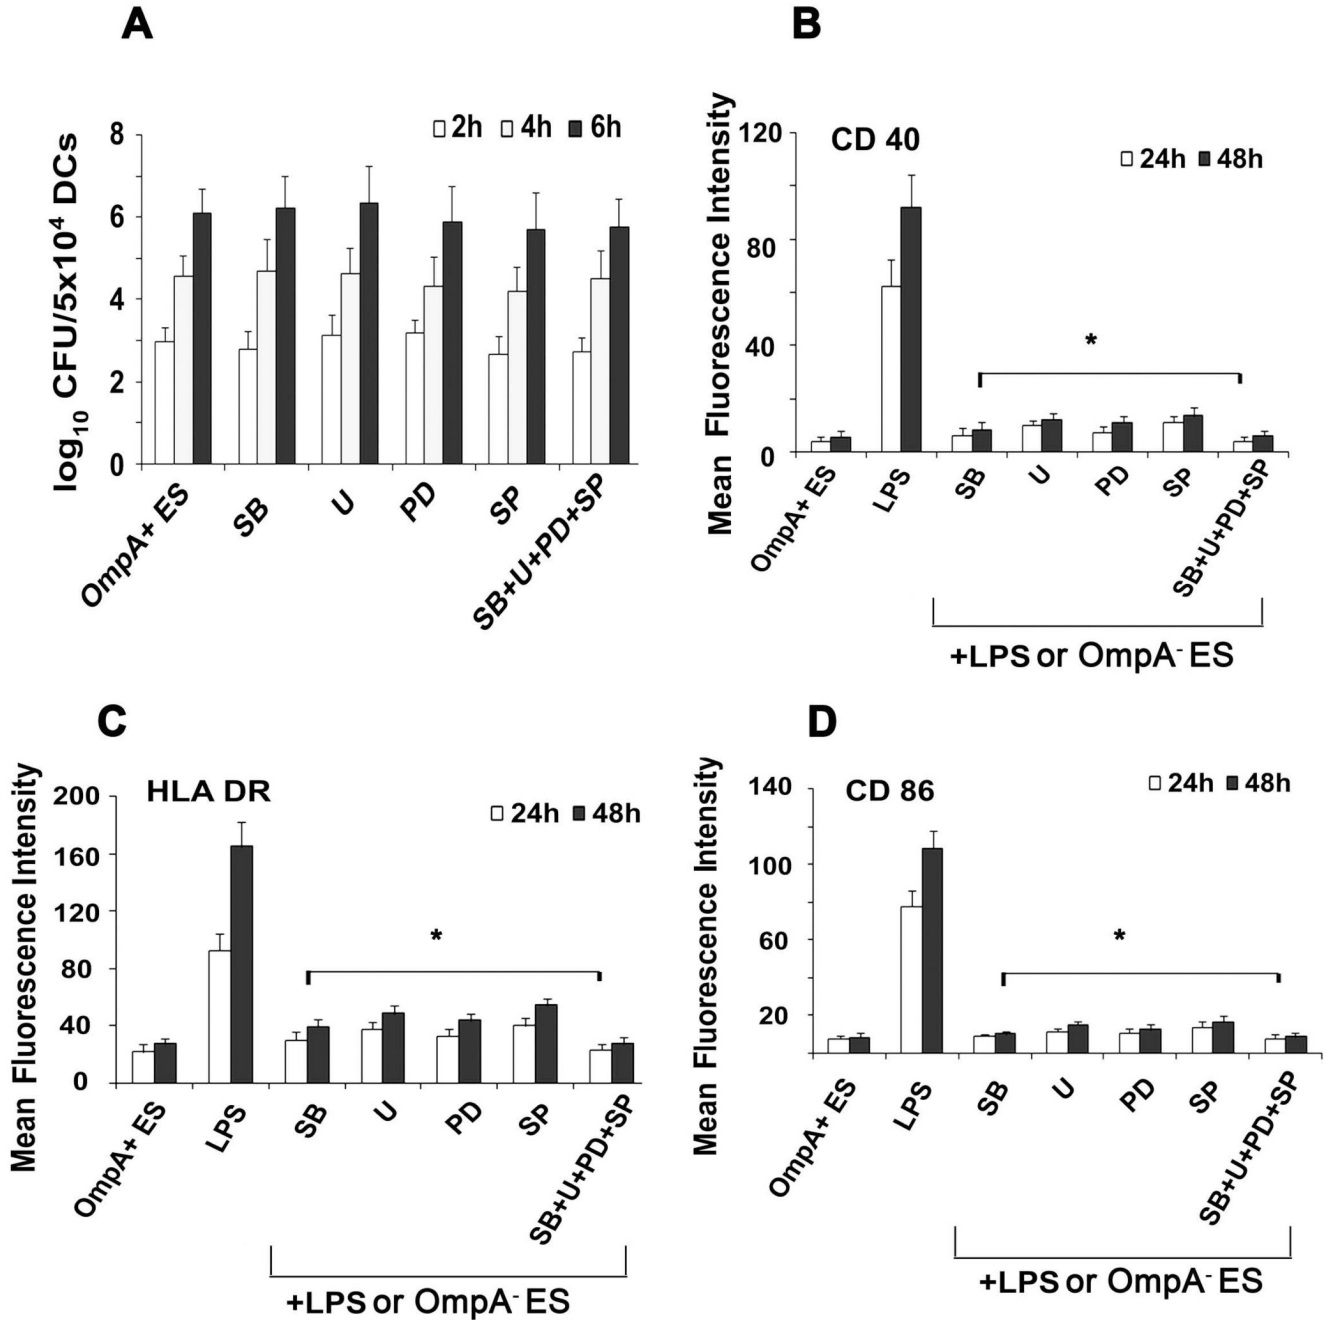 A
2h 4h 6h
log10 CFU/5x10⁴ DCs
8
6
4
2
0
OmpA+ ES
SB
U
PD
SP
SB+U+PD+SP
B
CD 40
24h 48h
Mean Fluorescence Intensity
120
80
40
0
*
OmpA+ ES
LPS
SB
U
PD
SP
SB+U+PD+SP
+LPS or OmpA⁻ ES
C
HLA DR
24h 48h
Mean Fluorescence Intensity
200
160
120
80
40
0
*
OmpA+ ES
LPS
SB
U
PD
SP
SB+U+PD+SP
+LPS or OmpA⁻ ES
D
CD 86
24h 48h
Mean Fluorescence Intensity
140
100
60
20
*
OmpA+ ES
LPS
SB
U
PD
SP
SB+U+PD+SP
+LPS or OmpA⁻ ES